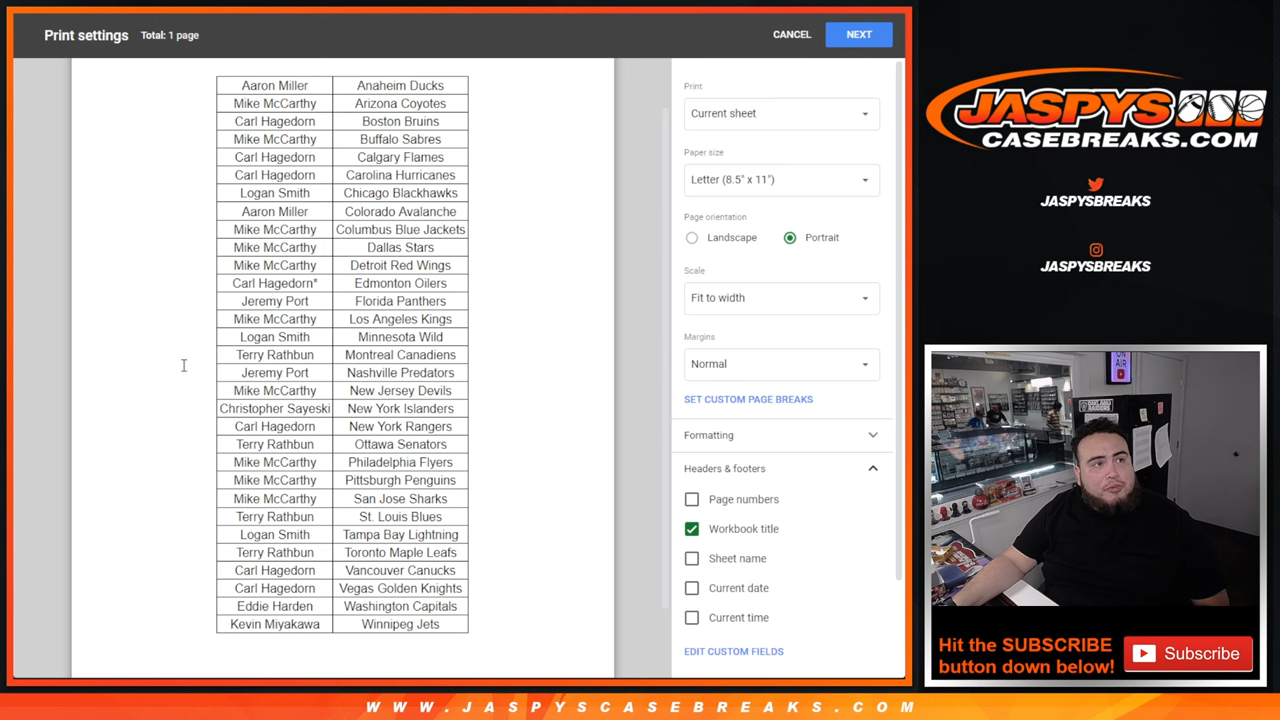 Print settings Total: 1 page CANCEL NEXT
Aaron Miller Anaheim Ducks
Mike McCarthy Arizona Coyotes
Carl Hagedorn Boston Bruins
Mike McCarthy Buffalo Sabres
Carl Hagedorn Calgary Flames
Carl Hagedorn Carolina Hurricanes
Logan Smith Chicago Blackhawks
Aaron Miller Colorado Avalanche
Mike McCarthy Columbus Blue Jackets
Mike McCarthy Dallas Stars
Mike McCarthy Detroit Red Wings
Carl Hagedorn* Edmonton Oilers
Jeremy Port Florida Panthers
Mike McCarthy Los Angeles Kings
Logan Smith Minnesota Wild
Terry Rathbun Montreal Canadiens
Jeremy Port Nashville Predators
Mike McCarthy New Jersey Devils
Christopher Sayeski New York Islanders
Carl Hagedorn New York Rangers
Terry Rathbun Ottawa Senators
Mike McCarthy Philadelphia Flyers
Mike McCarthy Pittsburgh Penguins
Mike McCarthy San Jose Sharks
Terry Rathbun St. Louis Blues
Logan Smith Tampa Bay Lightning
Terry Rathbun Toronto Maple Leafs
Carl Hagedorn Vancouver Canucks
Carl Hagedorn Vegas Golden Knights
Eddie Harden Washington Capitals
Kevin Miyakawa Winnipeg Jets
Print
Current sheet
Paper size
Letter (8.5" x 11")
Page orientation
Landscape Portrait
Scale
Fit to width
Margins
Normal
SET CUSTOM PAGE BREAKS
Formatting
Headers & footers
Page numbers
Workbook title
Sheet name
Current date
Current time
EDIT CUSTOM FIELDS
JASPYS
CASEBREAKS.COM
JASPYSBREAKS
JASPYSBREAKS
ON
AIR
Hit the SUBSCRIBE
button down below!
Subscribe
WWW.JASPYSCASEBREAKS.COM